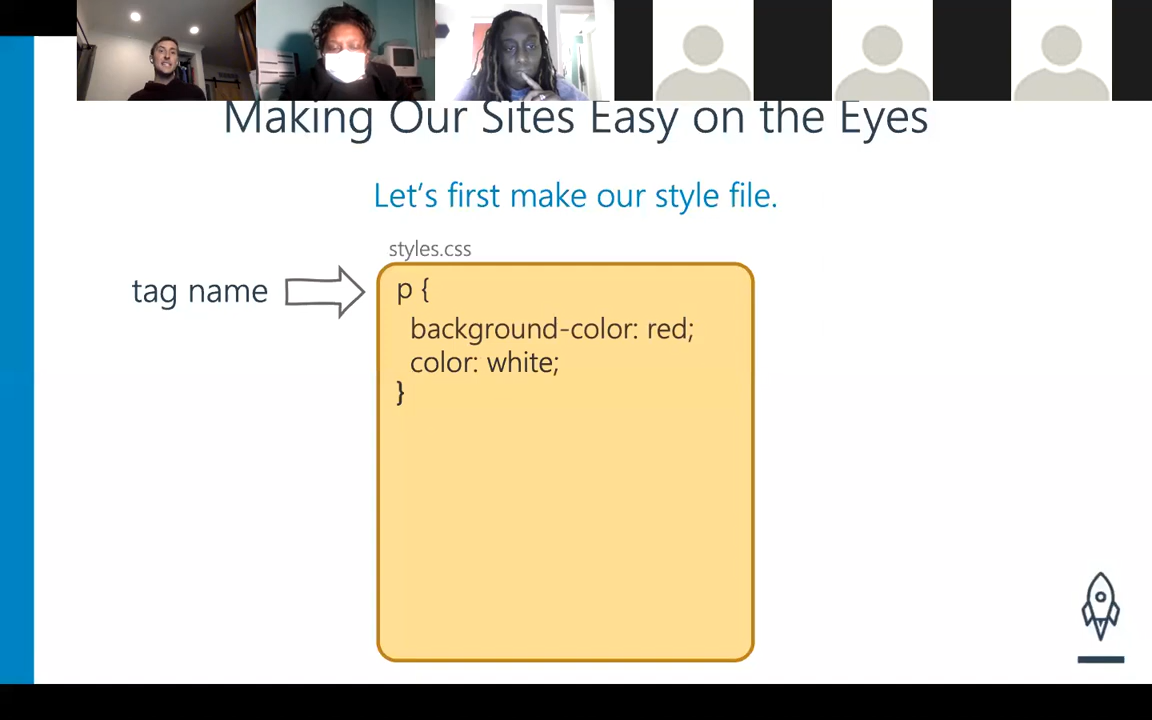 Making Our Sites Easy on the Eyes
Let's first make our style file.
styles.css
tag name
p {
background-color: red;
color: white;
}